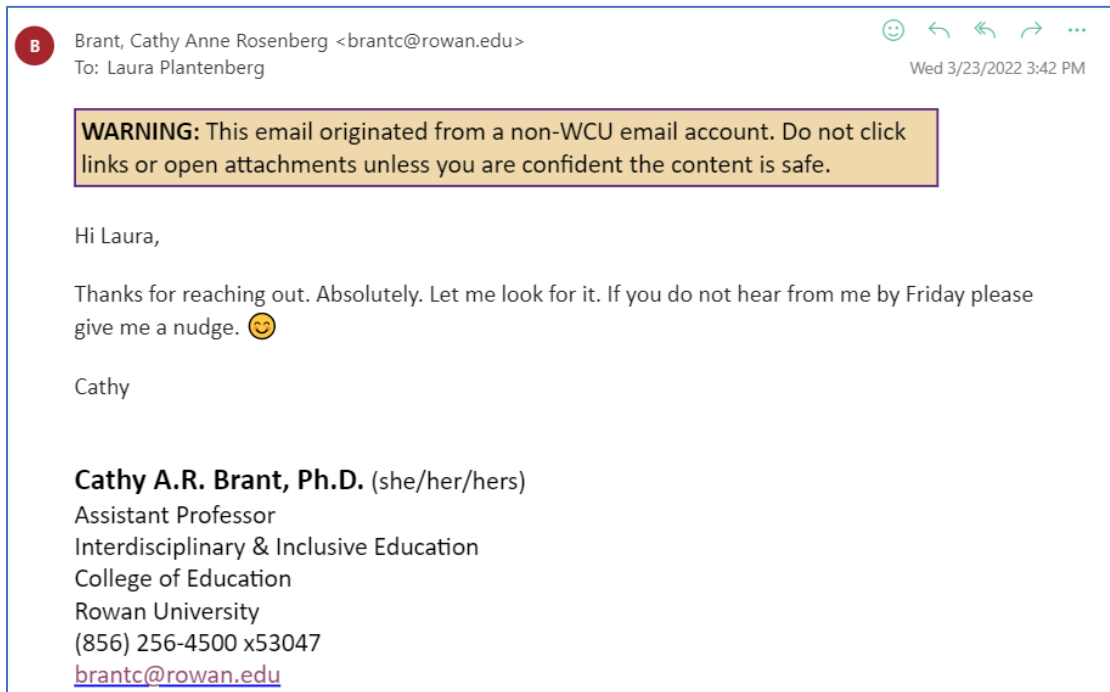 B
Brant, Cathy Anne Rosenberg <brantc@rowan.edu>
To: Laura Plantenberg
Wed 3/23/2022 3:42 PM
WARNING: This email originated from a non-WCU email account. Do not click
links or open attachments unless you are confident the content is safe.
Hi Laura,
Thanks for reaching out. Absolutely. Let me look for it. If you do not hear from me by Friday please
give me a nudge. 😊
Cathy
Cathy A.R. Brant, Ph.D. (she/her/hers)
Assistant Professor
Interdisciplinary & Inclusive Education
College of Education
Rowan University
(856) 256-4500 x53047
brantc@rowan.edu